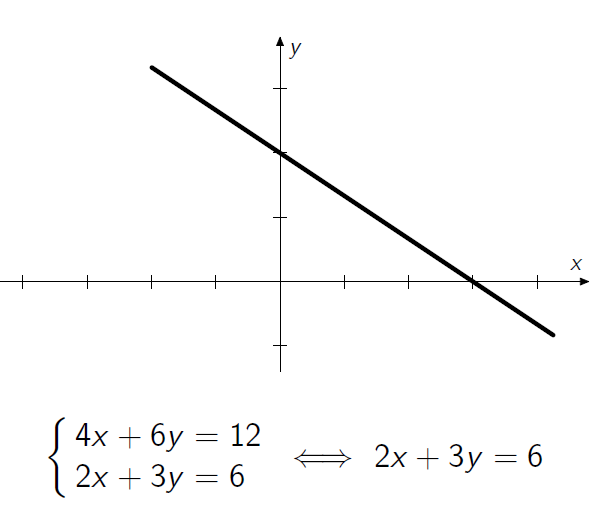 y
x
4x + 6y = 12
2x + 3y = 6
⟺ 2x + 3y = 6